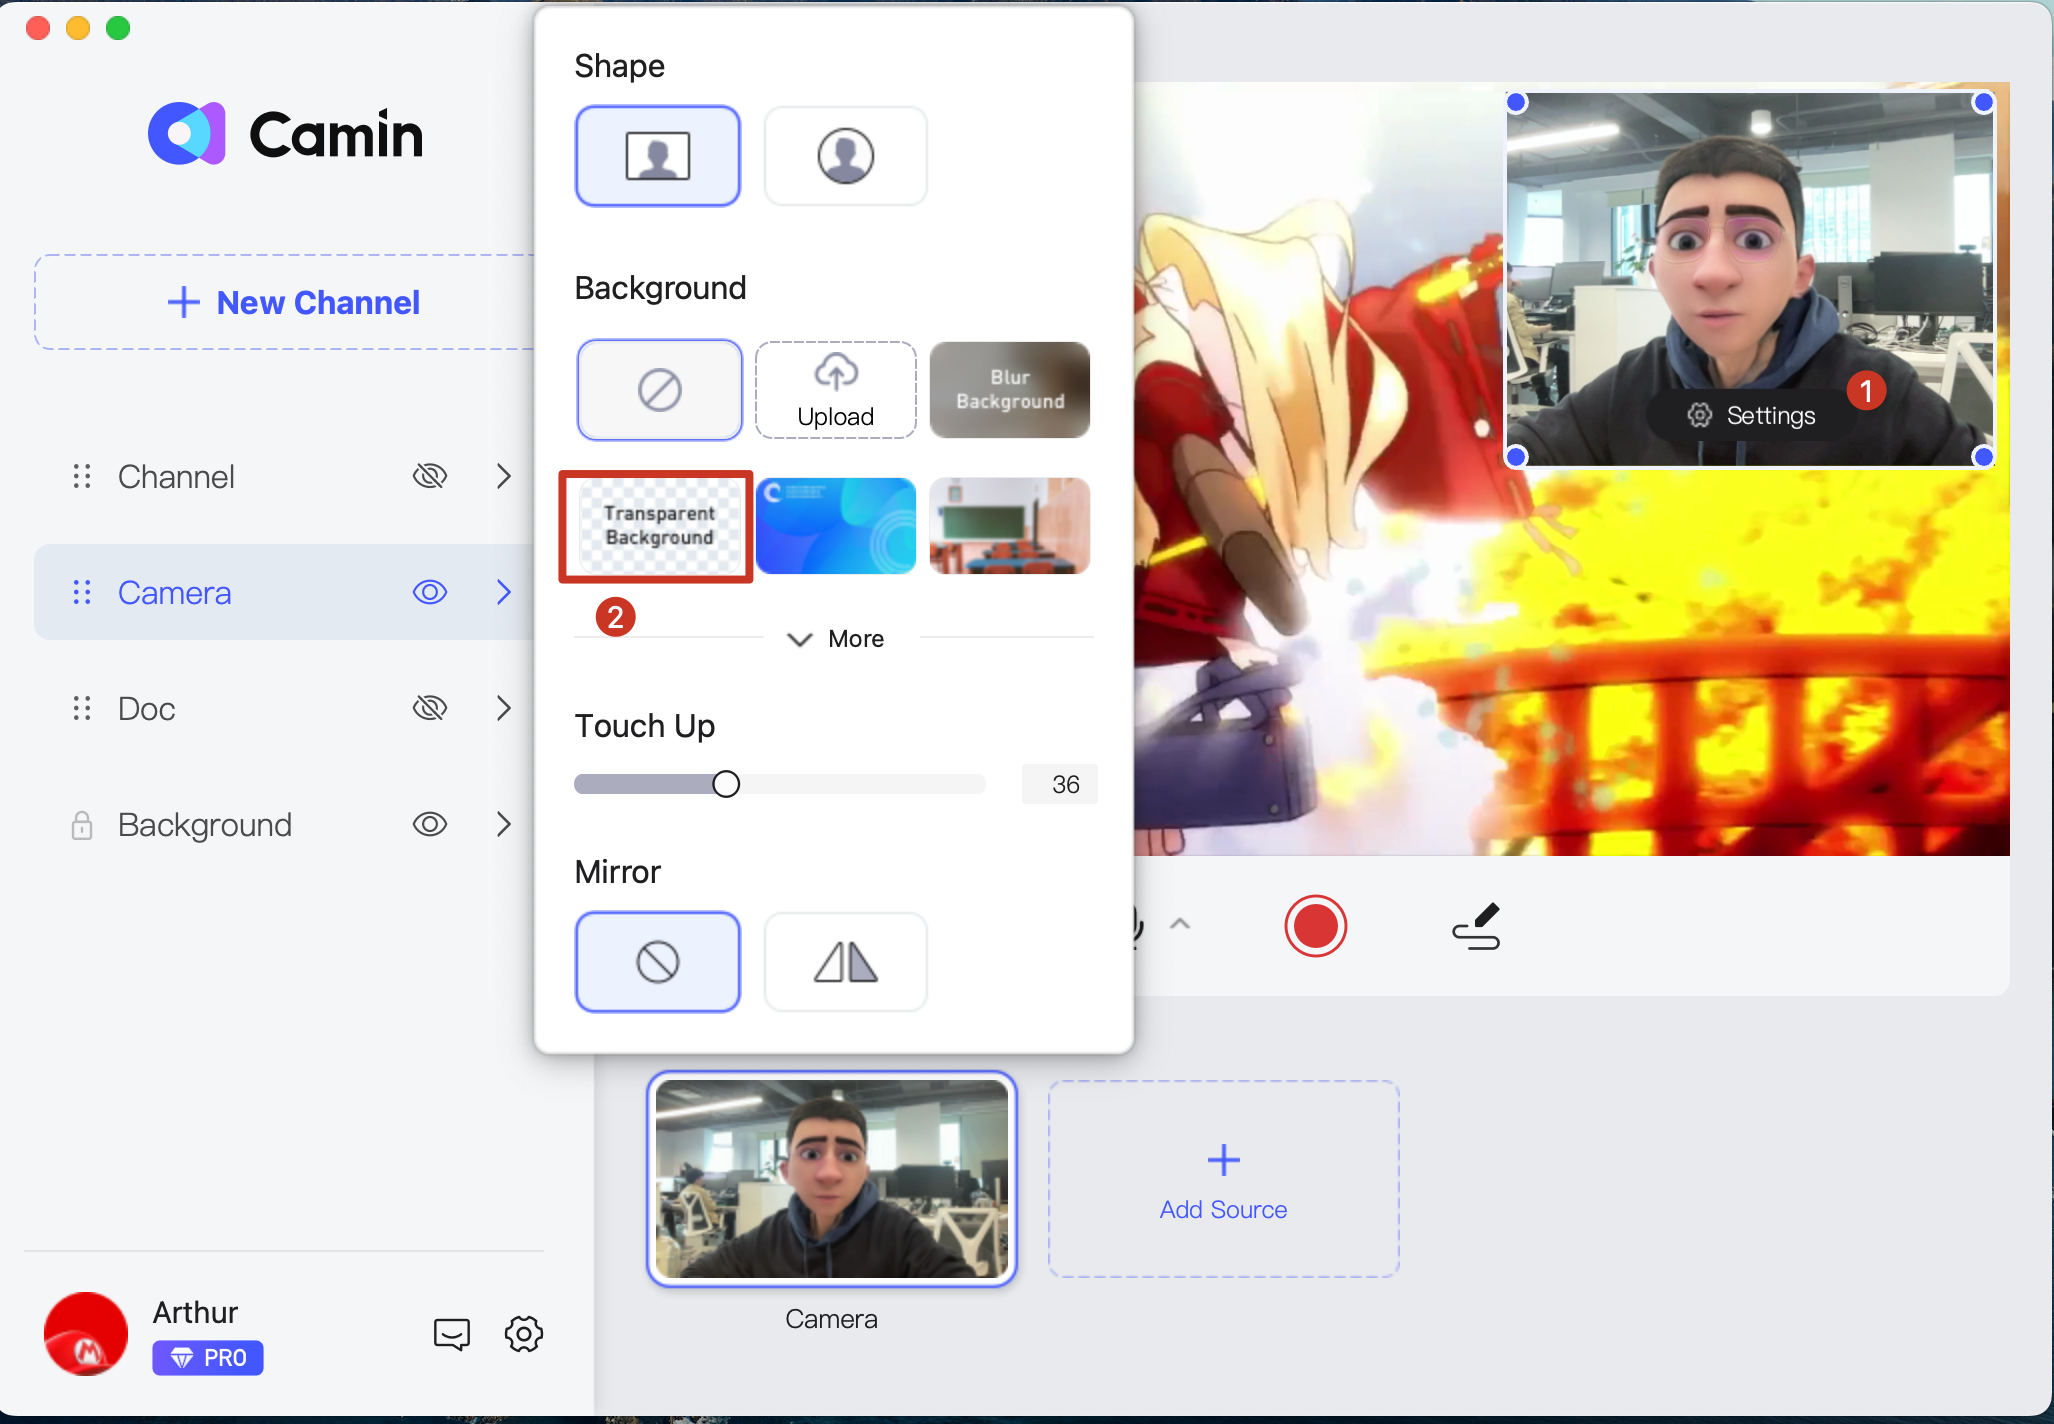 Camin
+ New Channel
Channel
Camera
Doc
Background
Arthur
PRO
Shape
Background
Upload
Blur
Background
Transparent
Background
2
More
Touch Up
36
Mirror
1
Settings
Camera
+
Add Source